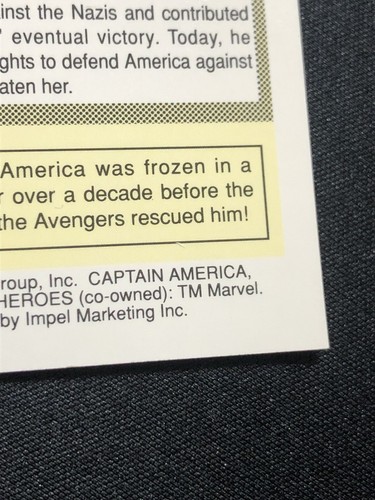 inst the Nazis and contributed
' eventual victory. Today, he
ghts to defend America against
aten her.
America was frozen in a
r over a decade before the
the Avengers rescued him!
roup, Inc. CAPTAIN AMERICA,
HEROES (co-owned): TM Marvel.
by Impel Marketing Inc.